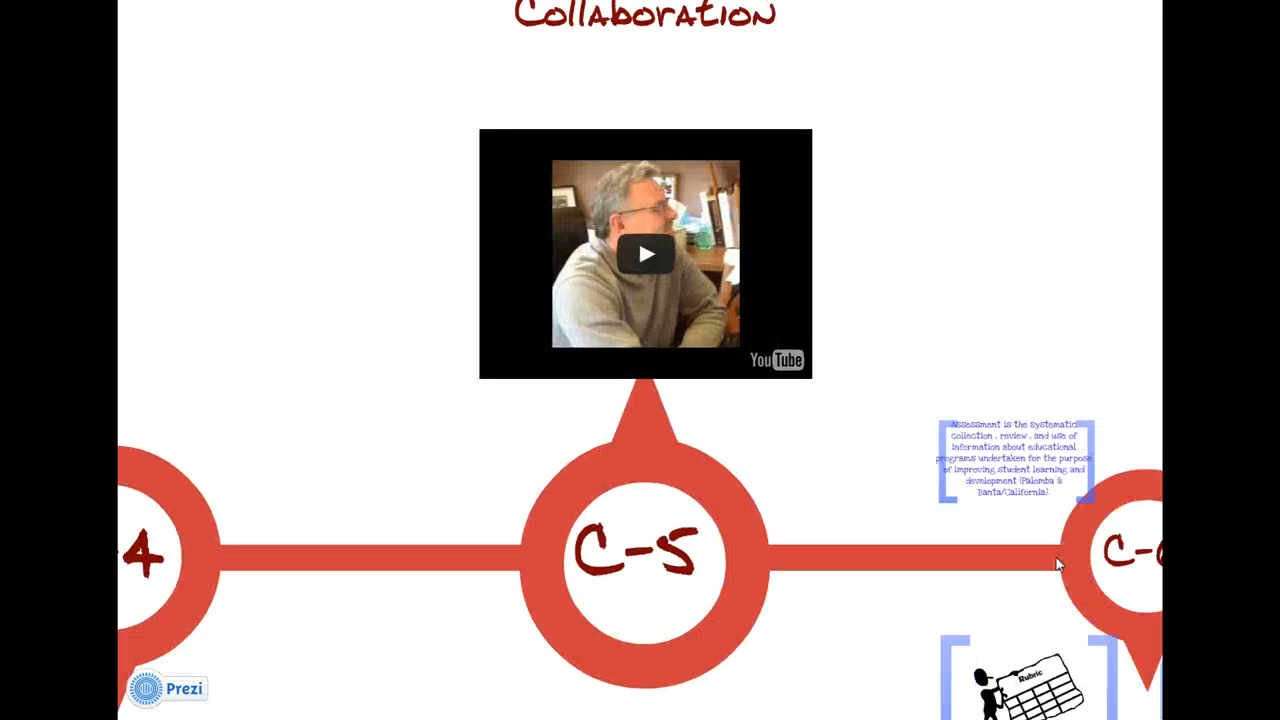 Collaboration
YouTube
Assessment is the systematic
collection , review , and use of
information about educational
programs undertaken for the purpose
of improving student learning and
development (Palomba &
Banta/California).
-4
C-5
C-
Rubric
Prezi